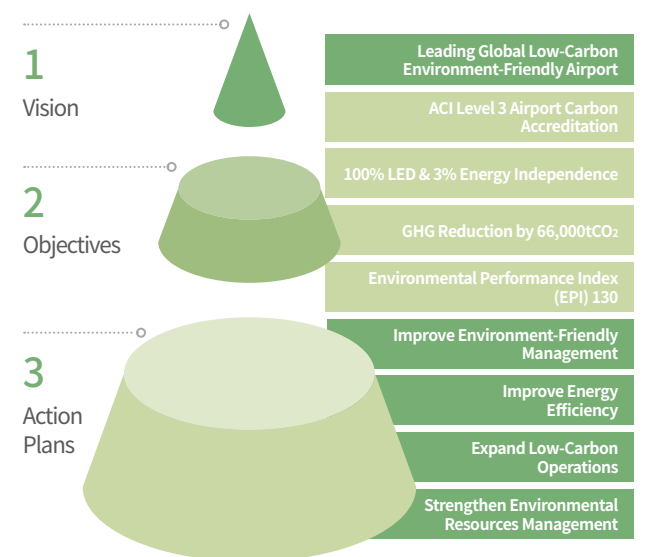 1
Vision
Leading Global Low-Carbon
Environment-Friendly Airport
ACI Level 3 Airport Carbon
Accreditation
2
Objectives
100% LED & 3% Energy Independence
GHG Reduction by 66,000tCO₂
Environmental Performance Index
(EPI) 130
3
Action
Plans
Improve Environment-Friendly
Management
Improve Energy
Efficiency
Expand Low-Carbon
Operations
Strengthen Environmental
Resources Management